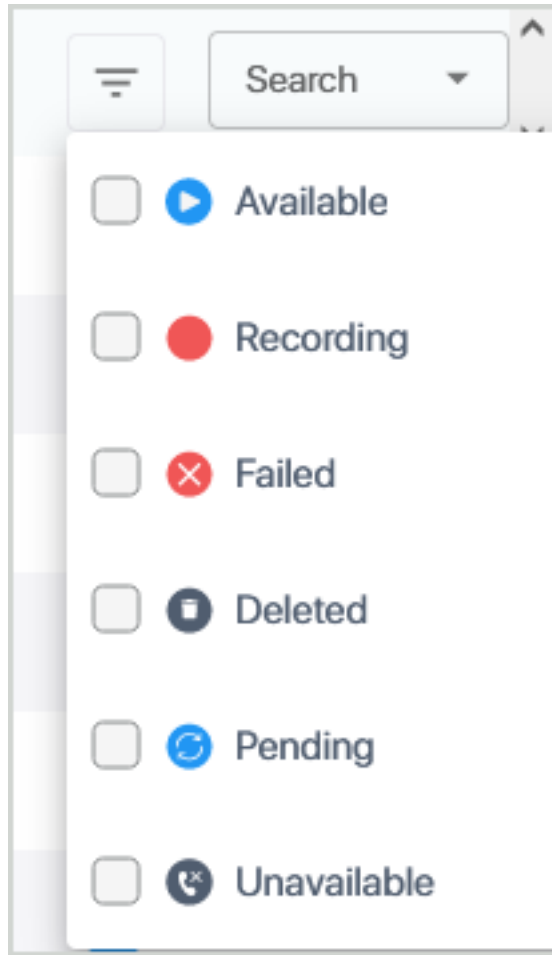 Search
Available
Recording
Failed
Deleted
Pending
Unavailable